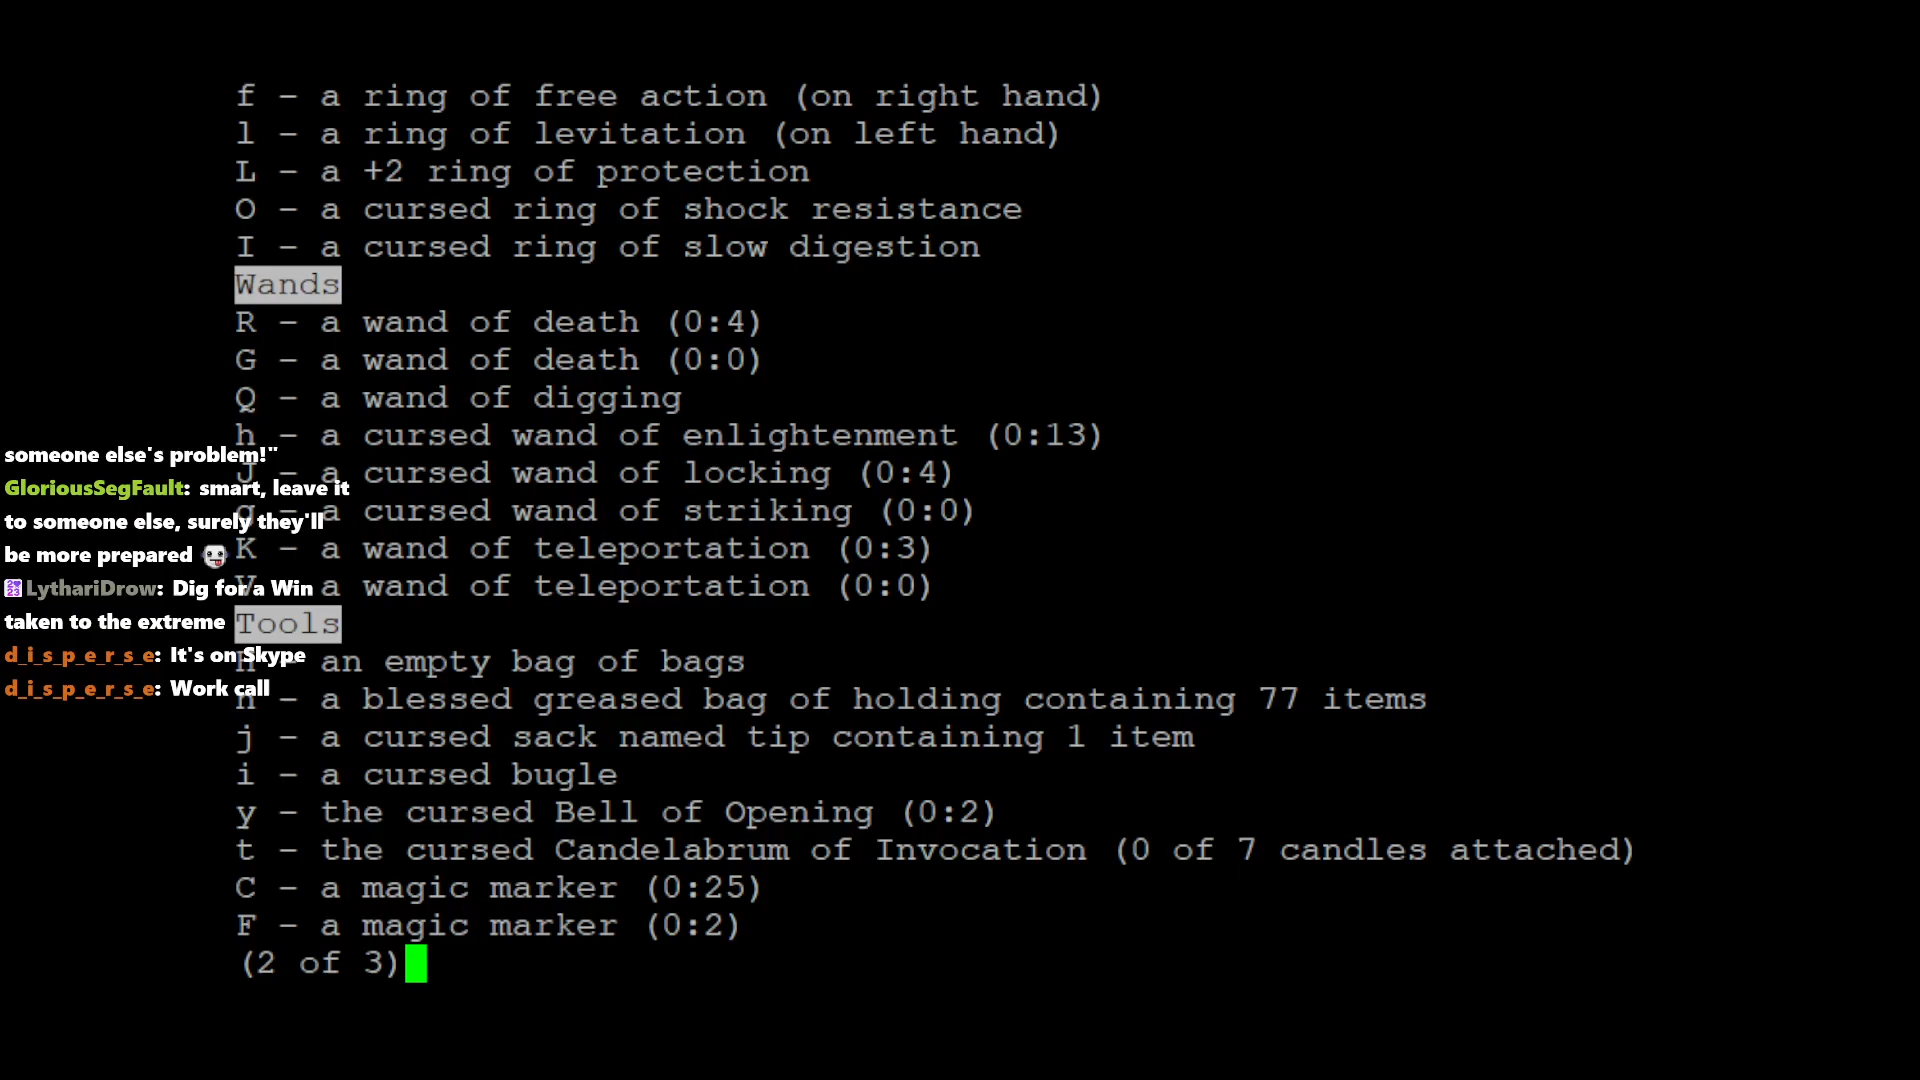 f - a ring of free action (on right hand)
l - a ring of levitation (on left hand)
L - a +2 ring of protection
O - a cursed ring of shock resistance
I - a cursed ring of slow digestion
Wands
R - a wand of death (0:4)
G - a wand of death (0:0)
Q - a wand of digging
h - a cursed wand of enlightenment (0:13)
J - a cursed wand of locking (0:4)
g - a cursed wand of striking (0:0)
K - a wand of teleportation (0:3)
V - a wand of teleportation (0:0)
Tools
- an empty bag of bags
n - a blessed greased bag of holding containing 77 items
j - a cursed sack named tip containing 1 item
i - a cursed bugle
y - the cursed Bell of Opening (0:2)
t - the cursed Candelabrum of Invocation (0 of 7 candles attached)
C - a magic marker (0:25)
F - a magic marker (0:2)
(2 of 3)
someone else's problem!"
GloriousSegFault: smart, leave it
to someone else, surely they'll
be more prepared
LythariDrow: Dig for a Win
taken to the extreme
d_i_s_p_e_r_s_e: It's on Skype
d_i_s_p_e_r_s_e: Work call